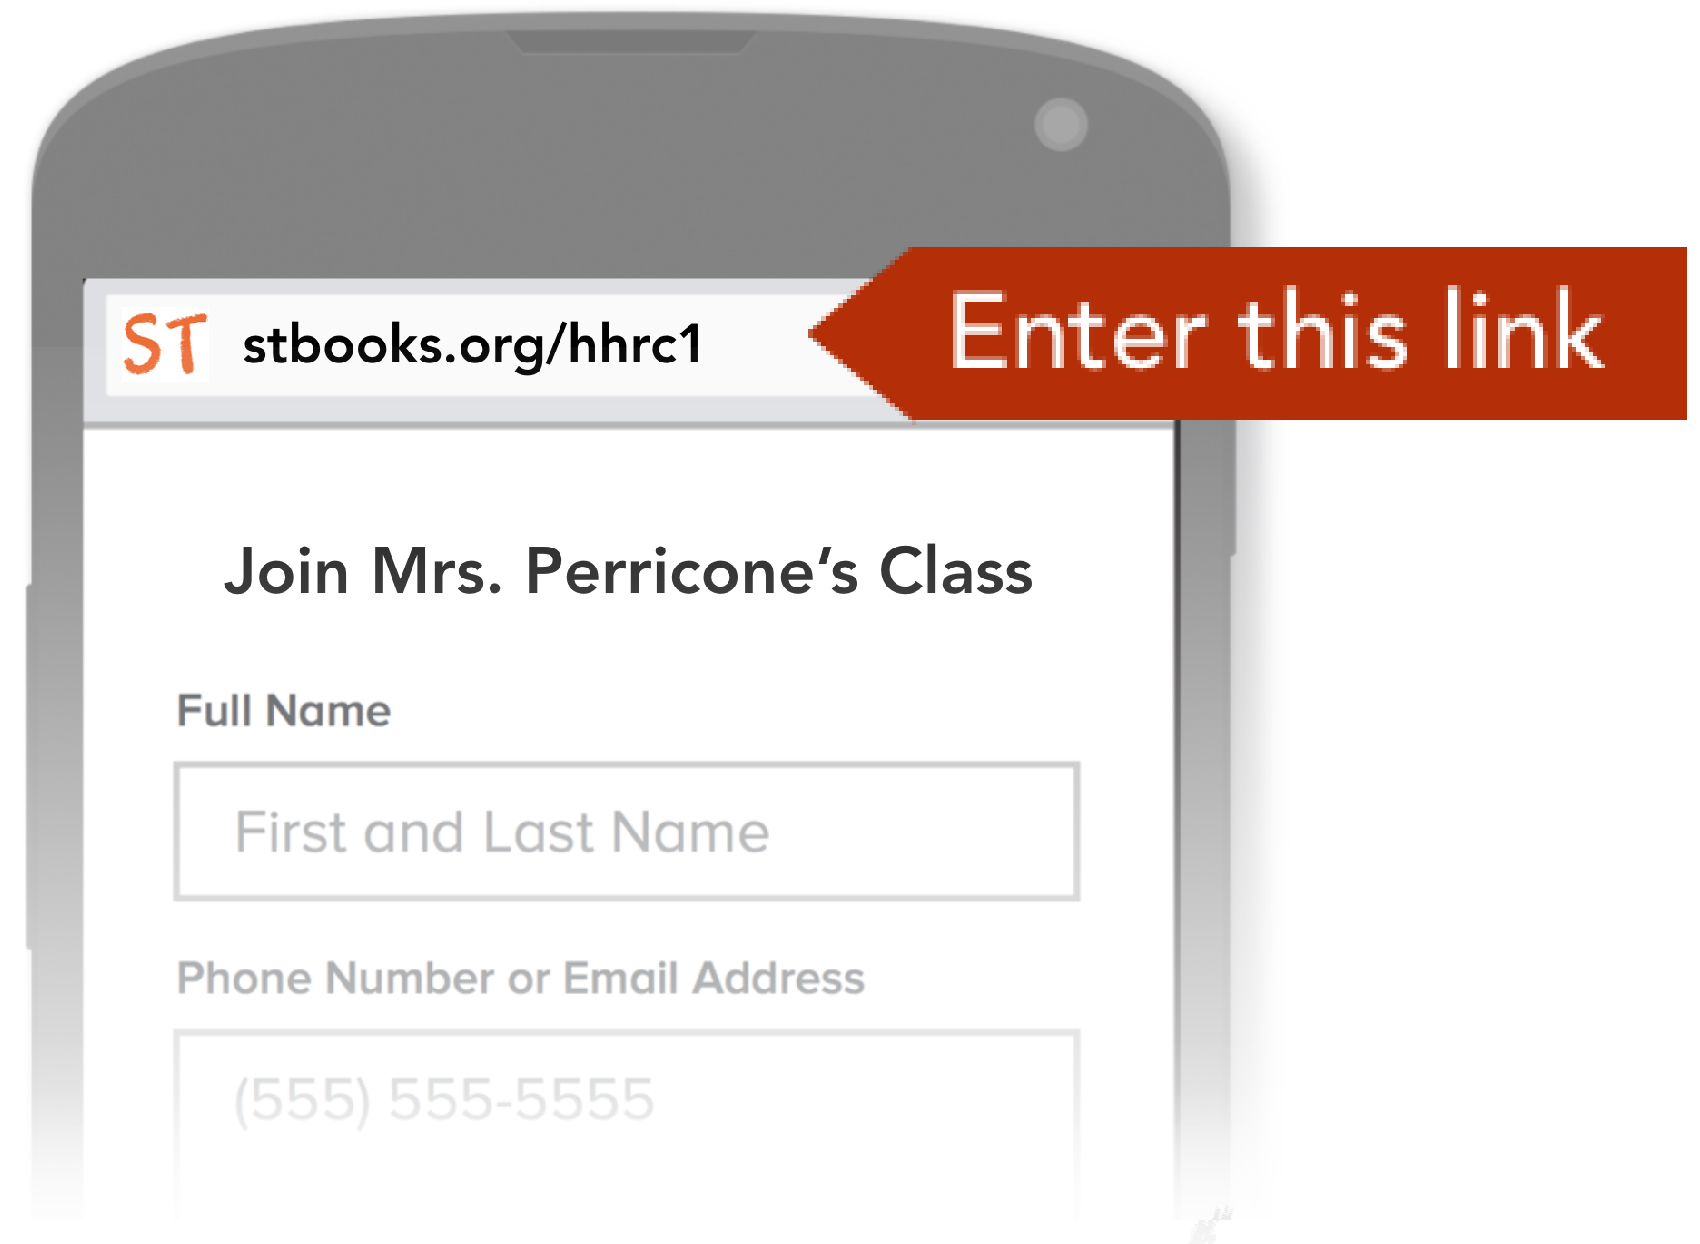 ST stbooks.org/hhrc1
Enter this link
Join Mrs. Perricone‘s Class
Full Name
First and Last Name
Phone Number or Email Address
(555) 555-5555